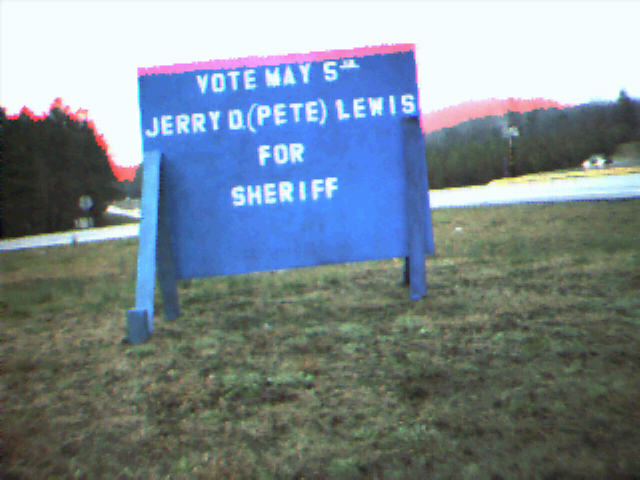 VOTE MAY 5TH
JERRY D. (PETE) LEWIS
FOR
SHERIFF